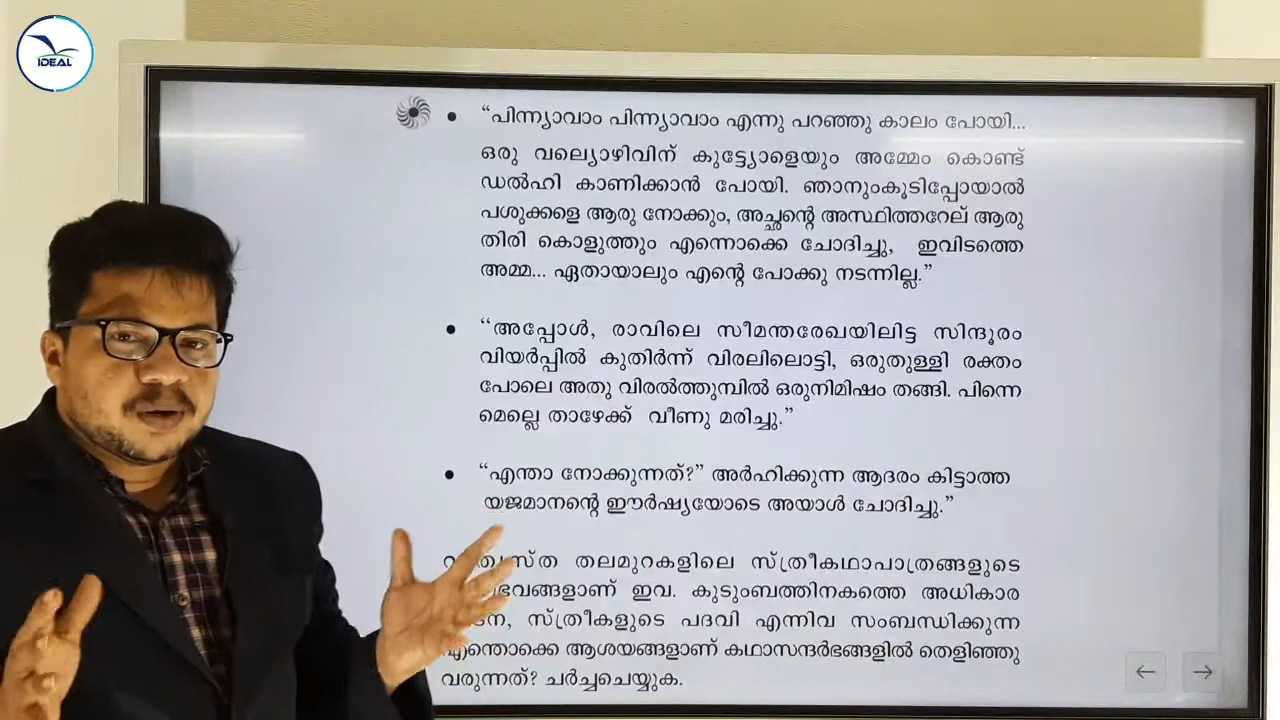 IDEAL
• “പിന്ന്യാവാം പിന്ന്യാവാം എന്നു പറഞ്ഞു കാലം പോയി...
ഒരു വല്യൊഴിവിന് കുട്ട്യോളെയും അമ്മേം കൊണ്ട്
ഡൽഹി കാണിക്കാൻ പോയി. ഞാനുംകൂടിപ്പോയാൽ
പശുക്കളെ ആരു നോക്കും, അച്ഛന്റെ അസ്ഥിത്തറേല് ആരു
തിരി കൊളുത്തും എന്നൊക്കെ ചോദിച്ചു, ഇവിടത്തെ
അമ്മ... ഏതായാലും എന്റെ പോക്കു നടന്നില്ല.”
• “അപ്പോൾ, രാവിലെ സീമന്തരേഖയിലിട്ട സിന്ദൂരം
വിയർപ്പിൽ കുതിർന്ന് വിരലിലൊട്ടി, ഒരുതുള്ളി രക്തം
പോലെ അതു വിരൽത്തുമ്പിൽ ഒരുനിമിഷം തങ്ങി. പിന്നെ
മെല്ലെ താഴേക്ക് വീണു മരിച്ചു.”
• “എന്താ നോക്കുന്നത്?” അർഹിക്കുന്ന ആദരം കിട്ടാത്ത
യജമാനന്റെ ഈർഷ്യയോടെ അയാൾ ചോദിച്ചു.”
തലമുറകളിലെ സ്ത്രീകഥാപാത്രങ്ങളുടെ
ഇവ. കുടുംബത്തിനകത്തെ അധികാര
സ്ത്രീകളുടെ പദവി എന്നിവ സംബന്ധിക്കുന്ന
എന്തൊക്കെ ആശയങ്ങളാണ് കഥാസന്ദർഭങ്ങളിൽ തെളിഞ്ഞു
വരുന്നത്? ചർച്ചചെയ്യുക.